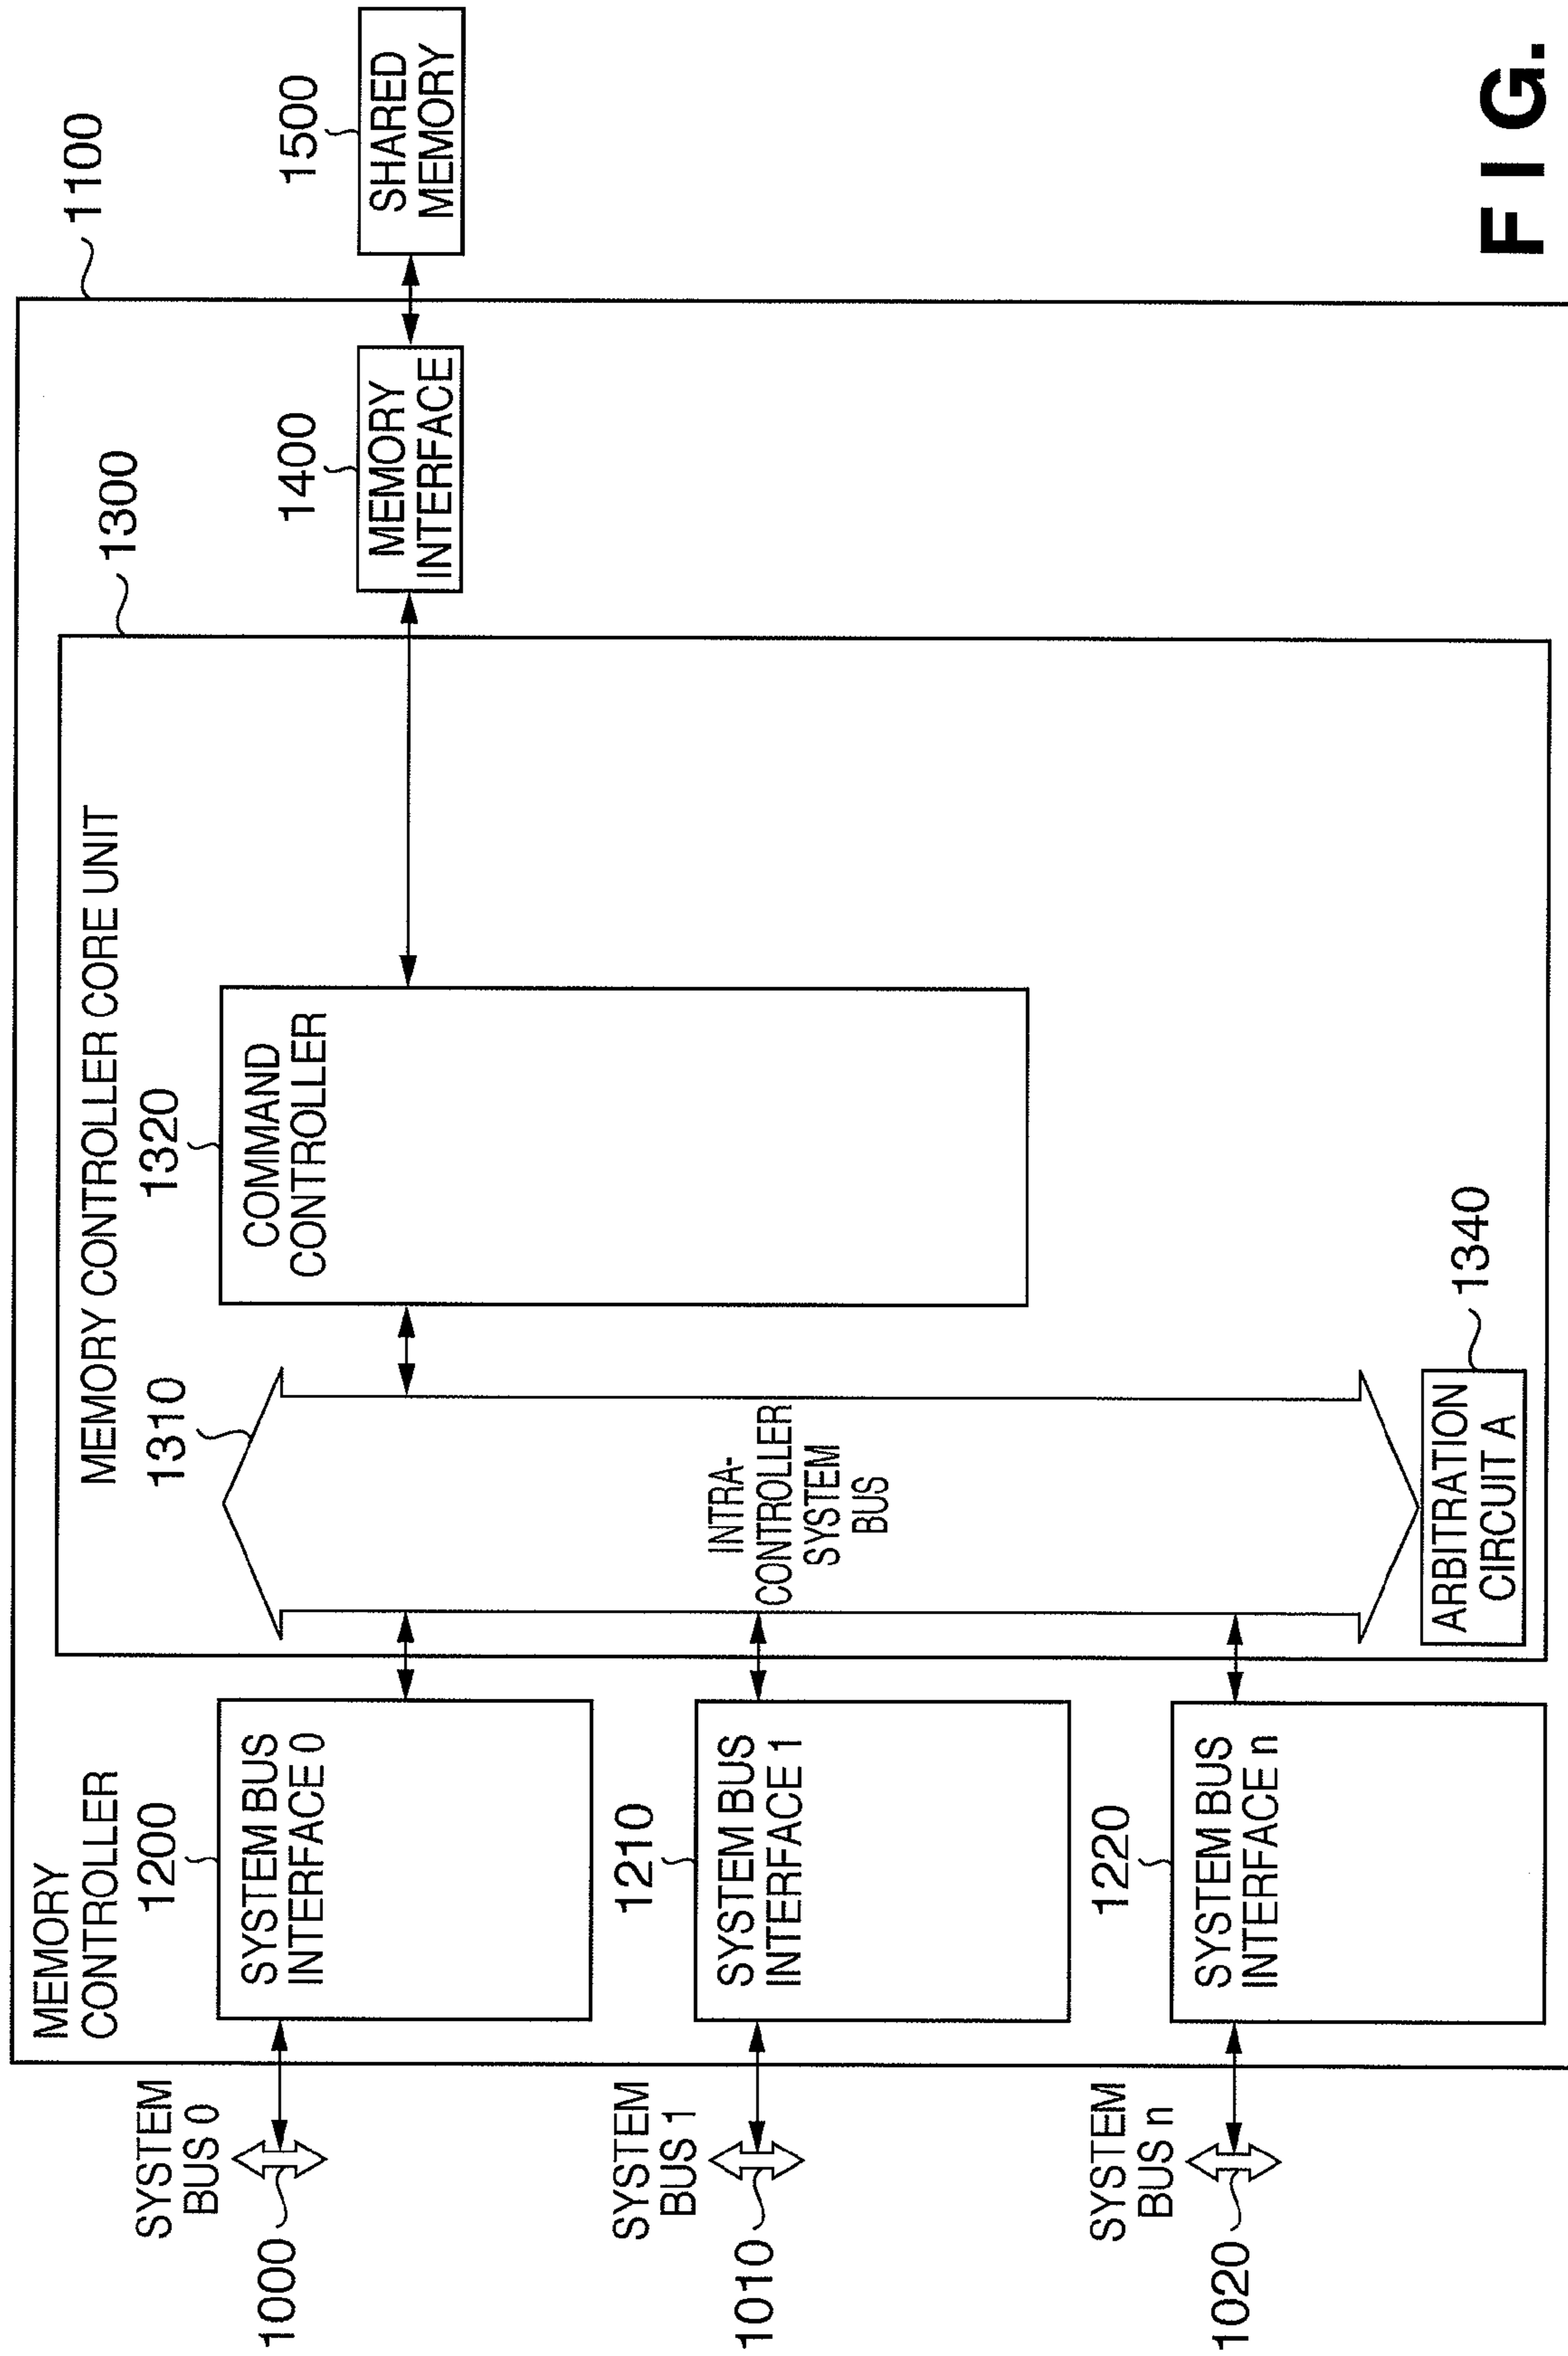 MEMORY
CONTROLLER
1100
MEMORY CONTROLLER CORE UNIT
1300
SYSTEM
BUS 0
1000
1200
SYSTEM BUS
INTERFACE 0
1310
1320
COMMAND
CONTROLLER
1400
MEMORY
INTERFACE
1500
SHARED
MEMORY
SYSTEM
BUS 1
1010
1210
SYSTEM BUS
INTERFACE 1
INTRA-
CONTROLLER
SYSTEM
BUS
SYSTEM
BUS n
1020
1220
SYSTEM BUS
INTERFACE n
ARBITRATION
CIRCUIT A
1340
FIG.